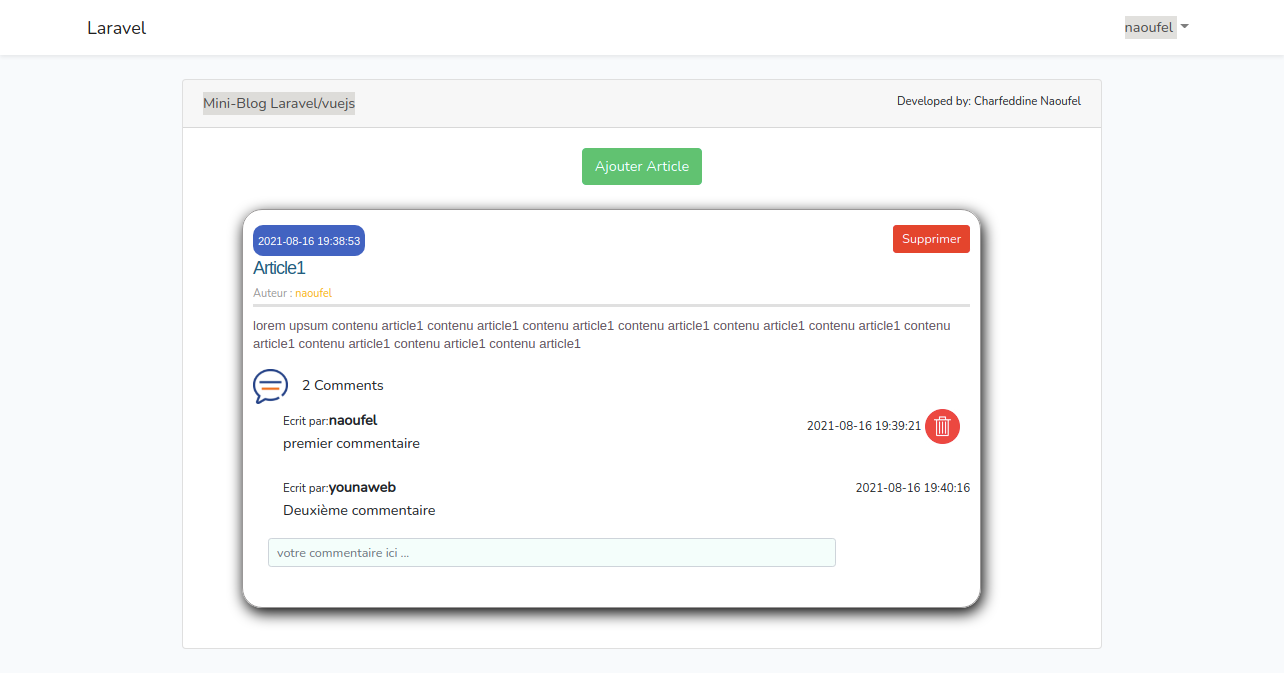 Laravel
naoufel
Mini-Blog Laravel/vuejs
Developed by: Charfeddine Naoufel
Ajouter Article
2021-08-16 19:38:53
Supprimer
Article1
Auteur : naoufel
lorem upsum contenu article1 contenu article1 contenu article1 contenu article1 contenu article1 contenu article1 contenu
article1 contenu article1 contenu article1 contenu article1
2 Comments
Ecrit par:naoufel
2021-08-16 19:39:21
premier commentaire
Ecrit par:younaweb
2021-08-16 19:40:16
Deuxième commentaire
votre commentaire ici ...